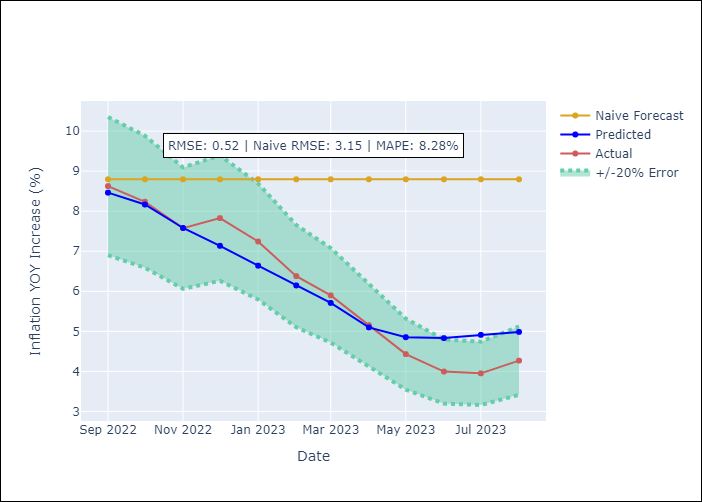 RMSE: 0.52 | Naive RMSE: 3.15 | MAPE: 8.28%
Naive Forecast
Predicted
Actual
+/-20% Error
Inflation YOY Increase (%)
10
9
8
7
6
5
4
3
Sep 2022 Nov 2022 Jan 2023 Mar 2023 May 2023 Jul 2023
Date